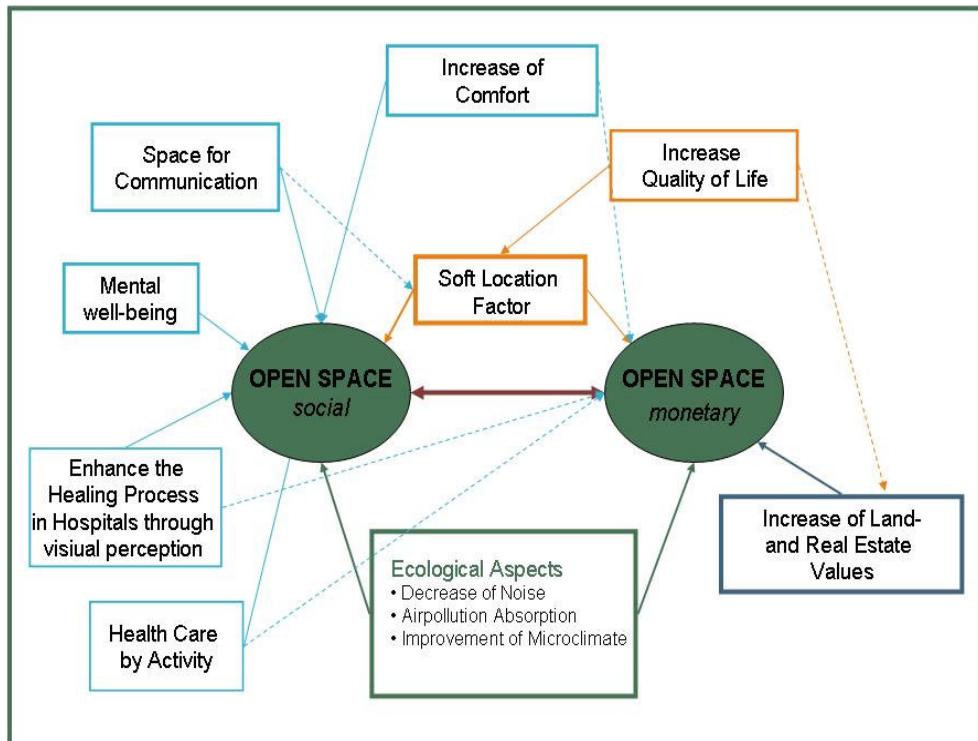 Increase of
Comfort
Space for
Communication
Increase
Quality of Life
Mental
well-being
Soft Location
Factor
OPEN SPACE
social
OPEN SPACE
monetary
Enhance the
Healing Process
in Hospitals through
visiual perception
Increase of Land-
and Real Estate
Values
Ecological Aspects
• Decrease of Noise
• Airpollution Absorption
• Improvement of Microclimate
Health Care
by Activity